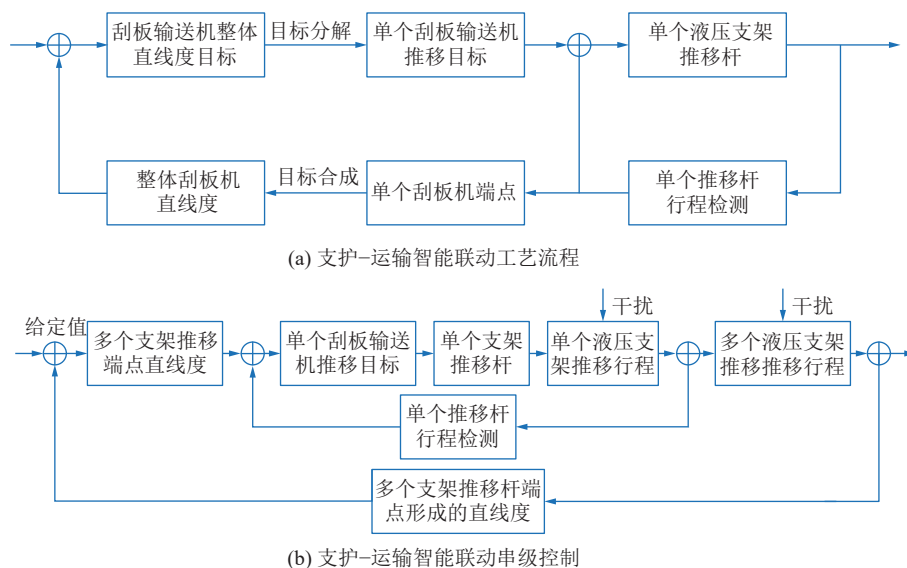 刮板输送机整体
直线度目标
目标分解
单个刮板输送机
推移目标
单个液压支架
推移杆
整体刮板机
直线度
目标合成
单个刮板机端点
单个推移杆
行程检测
(a) 支护−运输智能联动工艺流程
给定值
多个支架推移
端点直线度
单个刮板输送
机推移目标
单个支架
推移杆
干扰
单个液压支
架推移行程
干扰
多个液压支架
推移推移行程
单个推移杆
行程检测
多个支架推移杆端
点形成的直线度
(b) 支护−运输智能联动串级控制